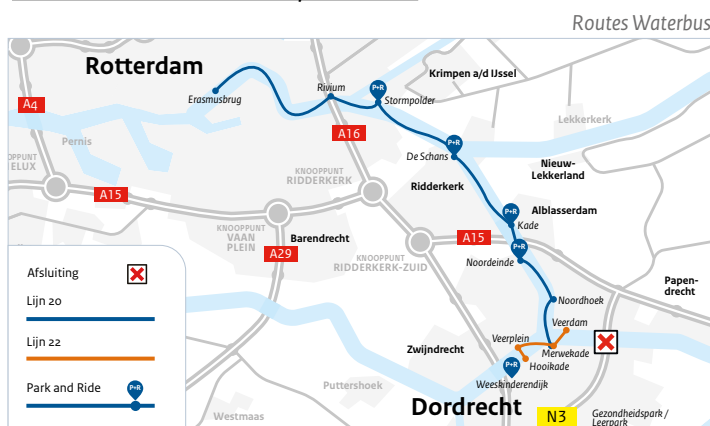 Routes Waterbus
Rotterdam
Krimpen a/d IJssel
Erasmusbrug
Rivium
P+R
Stormpolder
A4
A16
Lekkerkerk
Pernis
P+R
De Schans
OPPUNT
ELUX
KNOOPPUNT
RIDDERKERK
Nieuw-
Lekkerland
A15
Ridderkerk
P+R
Alblasserdam
Kade
KNOOPPUNT
VAAN
PLEIN
Barendrecht
A15
P+R
A29
KNOOPPUNT
RIDDERKERK-ZUID
Noordeinde
Papen-
drecht
Noordhoek
Veerdam
Veerplein
Zwijndrecht
Merwekade
Hooikade
P+R
Weeskinderendijk
Puttershoek
Dordrecht
Westmaas
N3
Gezondheidspark /
Leerpark
Afsluiting
Lijn 20
Lijn 22
Park and Ride
P+R